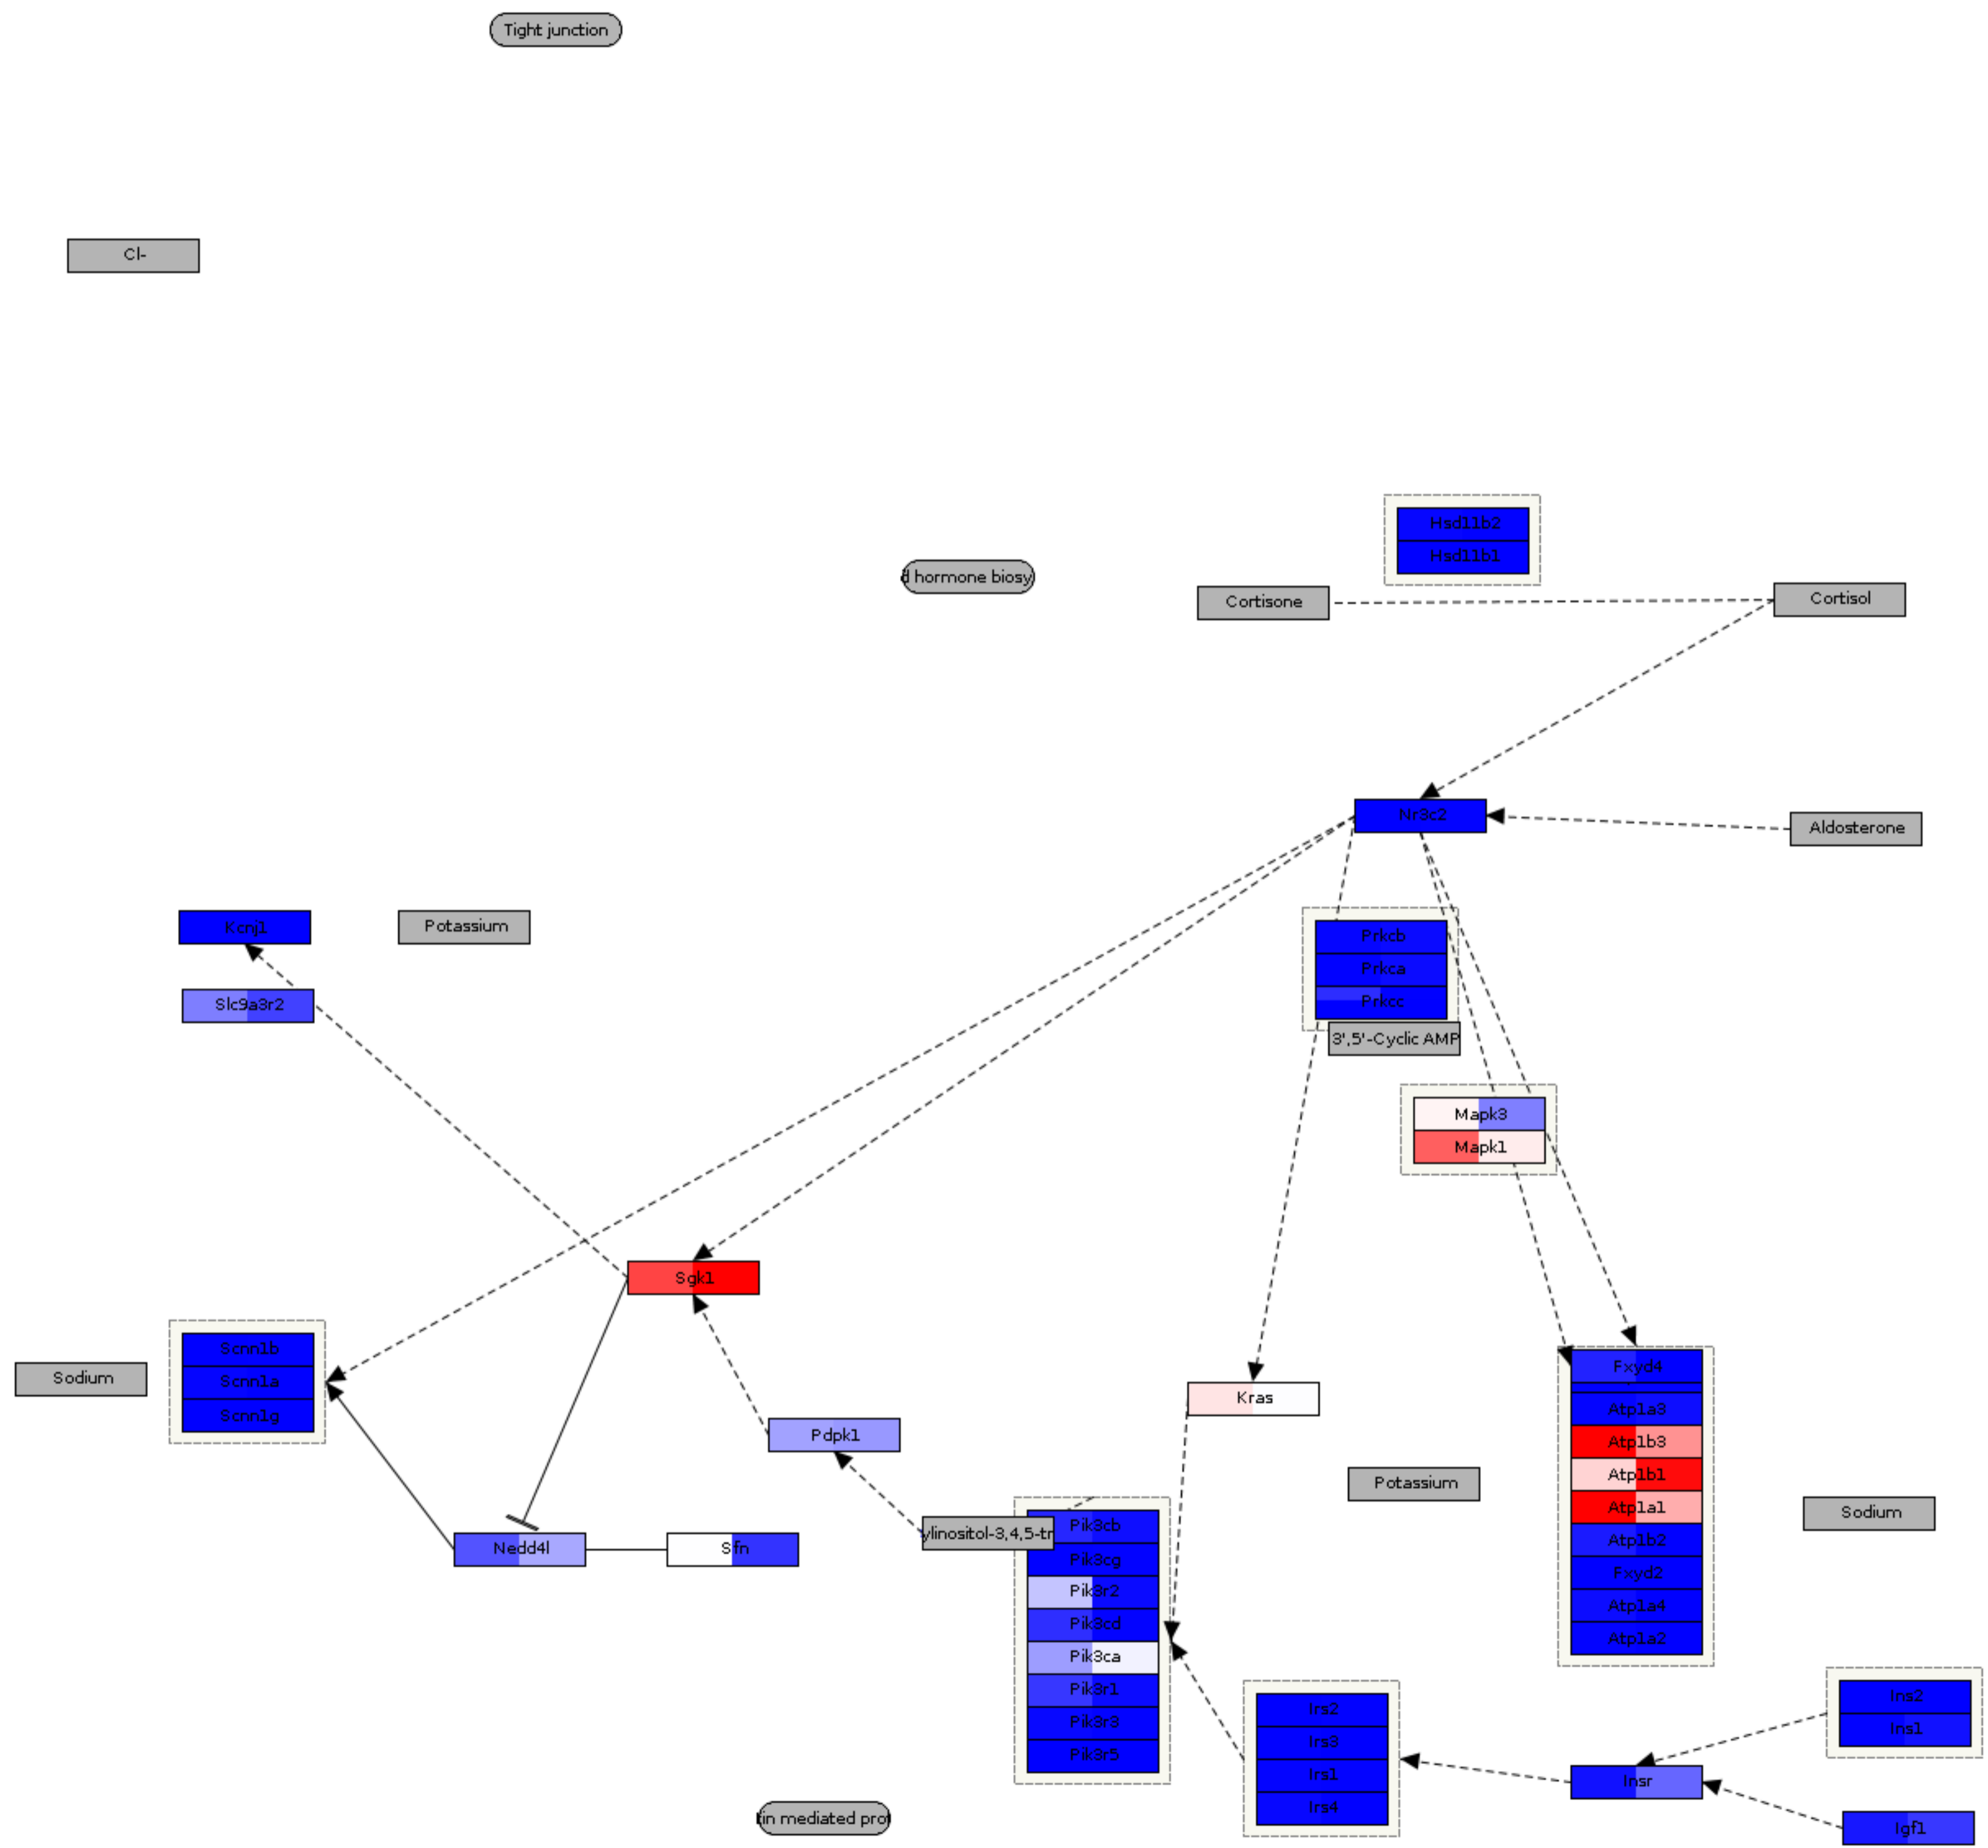 Tight junction
Cl-
Hsd11b2
Hsd11b1
d hormone biosy
Cortisone
Cortisol
Nr3c2
Aldosterone
Kcnj1
Potassium
Prkcb
Prkca
Prkcc
Slc9a3r2
3',5'-Cyclic AMP
Mapk3
Mapk1
Sgk1
Scnn1b
Scnn1a
Scnn1g
Sodium
Kras
Fxyd4
Atp1a3
Atp1b3
Atp1b1
Atp1a1
Atp1b2
Fxyd2
Atp1a4
Atp1a2
Pdpk1
Potassium
Sodium
Nedd4l
Sfn
ylinositol-3,4,5-tr
Pik3cb
Pik3cg
Pik3r2
Pik3cd
Pik3ca
Pik3r1
Pik3r3
Pik3r5
Irs2
Irs3
Irs1
Irs4
Ins2
Ins1
Insr
Igf1
tin mediated prot